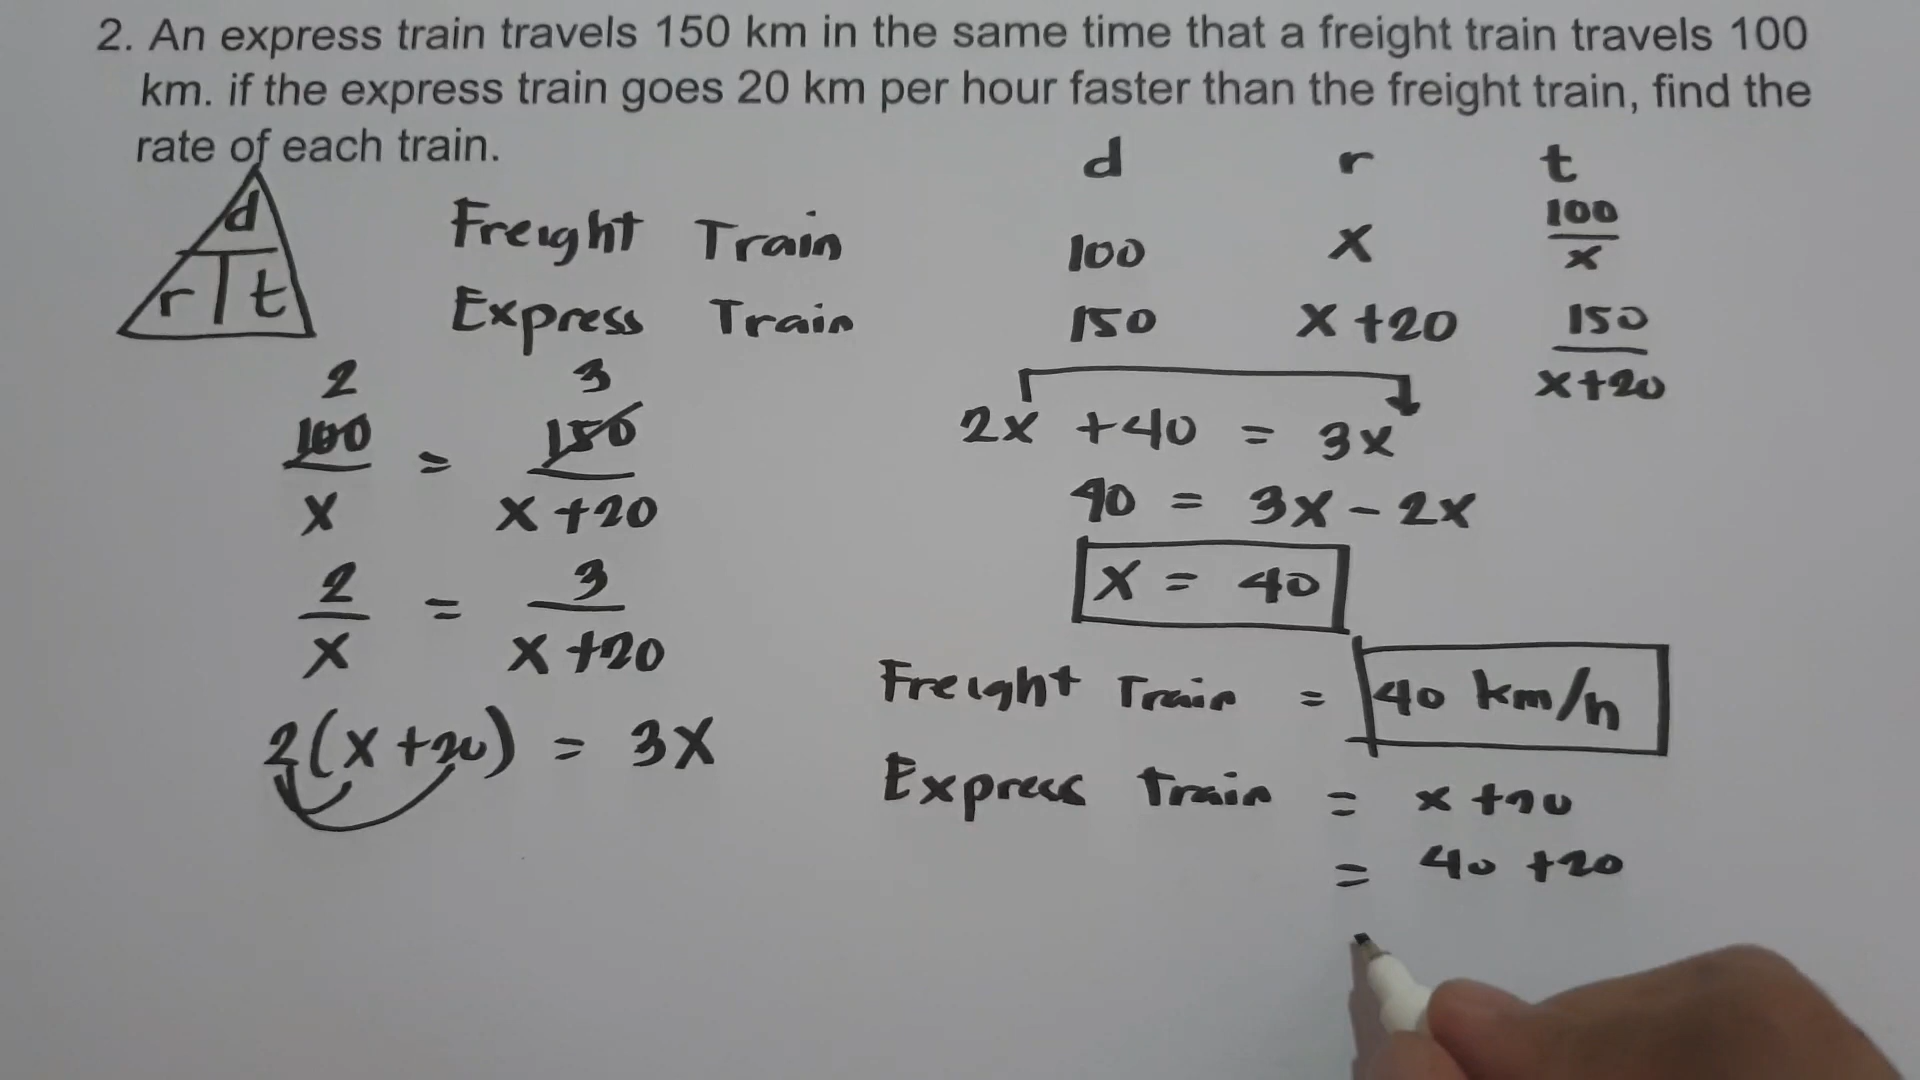 2. An express train travels 150 km in the same time that a freight train travels 100
km. if the express train goes 20 km per hour faster than the freight train, find the
rate of each train.
d r t
d
r t
Freight Train 100 x 100/x
Express Train 150 x+20 150/x+20
2 3
100/x = 150/x+20
2/x = 3/x+20
2(x+20) = 3x
2x +40 = 3x
40 = 3x - 2x
x = 40
Freight Train = 40 km/h
Express Train = x +20
= 40 +20